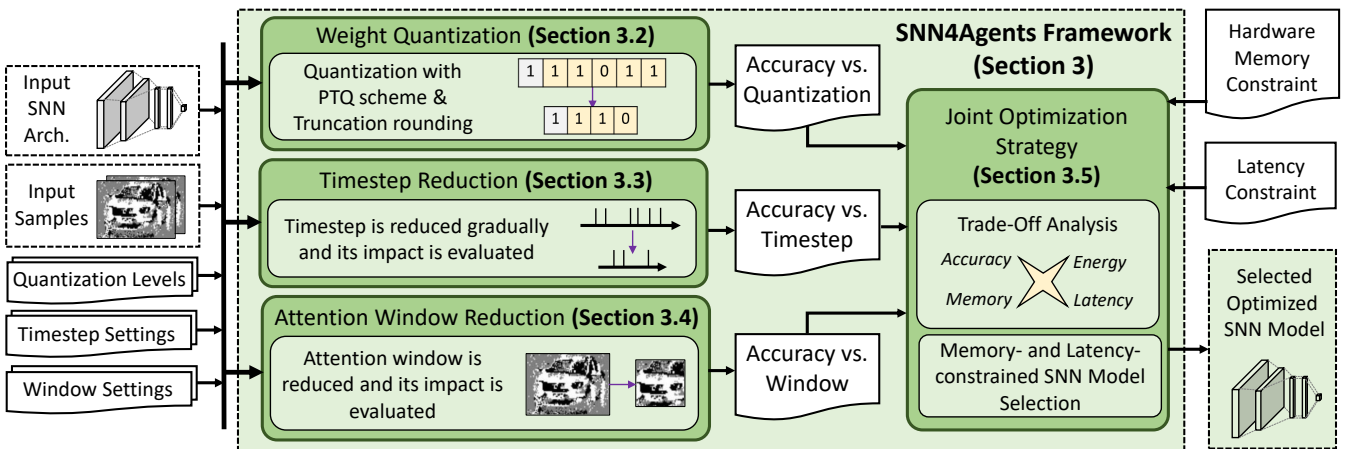 Input
SNN
Arch.
Input
Samples
Quantization Levels
Timestep Settings
Window Settings
Weight Quantization (Section 3.2)
Quantization with
PTQ scheme &
Truncation rounding
1 1 1 0 1 1
1 1 1 0
Timestep Reduction (Section 3.3)
Timestep is reduced gradually
and its impact is evaluated
Attention Window Reduction (Section 3.4)
Attention window is
reduced and its impact is
evaluated
Accuracy vs.
Quantization
Accuracy vs.
Timestep
Accuracy vs.
Window
SNN4Agents Framework
(Section 3)
Joint Optimization
Strategy
(Section 3.5)
Trade-Off Analysis
Accuracy Energy
Memory Latency
Memory- and Latency-
constrained SNN Model
Selection
Hardware
Memory
Constraint
Latency
Constraint
Selected
Optimized
SNN Model